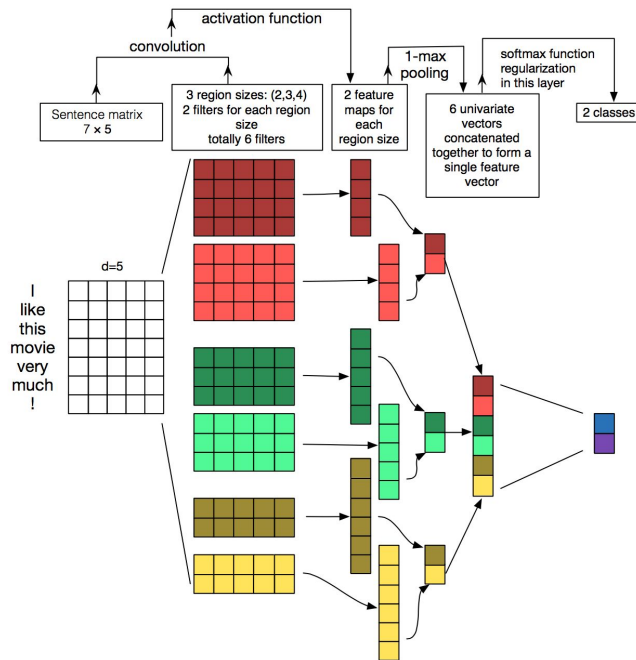 activation function
convolution
1-max
pooling
softmax function
regularization
in this layer
Sentence matrix
7 × 5
3 region sizes: (2,3,4)
2 filters for each region
size
totally 6 filters
2 feature
maps for
each
region size
6 univariate
vectors
concatenated
together to form a
single feature
vector
2 classes
d=5
I
like
this
movie
very
much
!